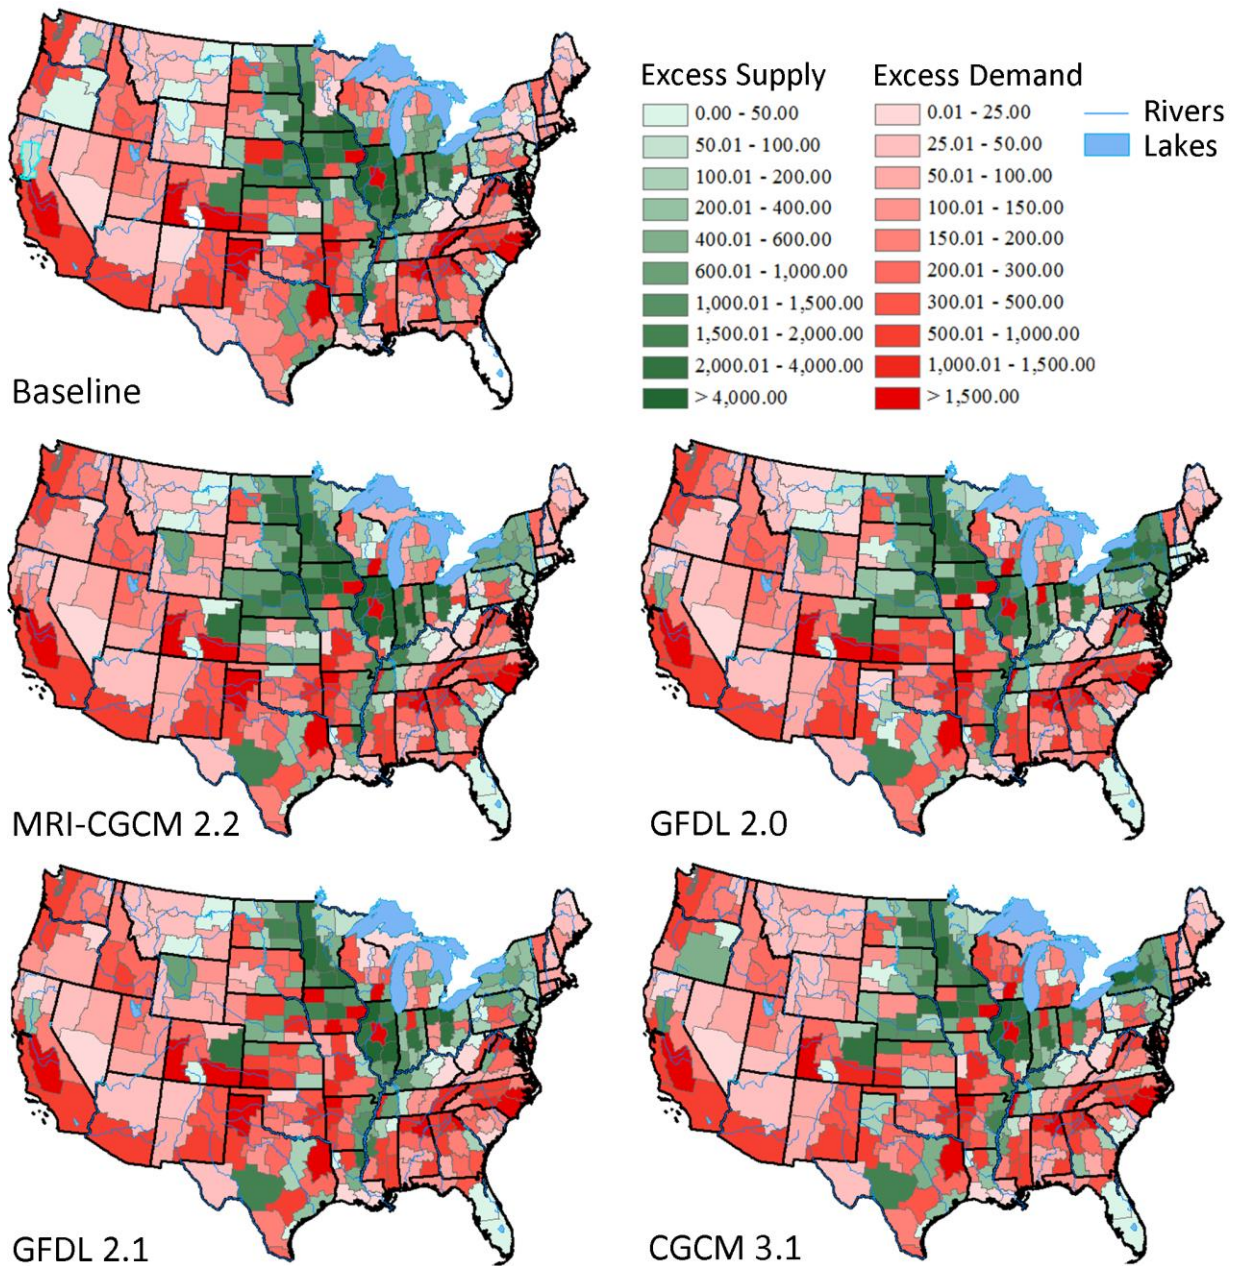 Excess Supply Excess Demand
0.00 - 50.00 0.01 - 25.00 Rivers
50.01 - 100.00 25.01 - 50.00 Lakes
100.01 - 200.00 50.01 - 100.00
200.01 - 400.00 100.01 - 150.00
400.01 - 600.00 150.01 - 200.00
600.01 - 1,000.00 200.01 - 300.00
1,000.01 - 1,500.00 300.01 - 500.00
1,500.01 - 2,000.00 500.01 - 1,000.00
2,000.01 - 4,000.00 1,000.01 - 1,500.00
> 4,000.00 > 1,500.00
Baseline
MRI-CGCM 2.2 GFDL 2.0
GFDL 2.1 CGCM 3.1